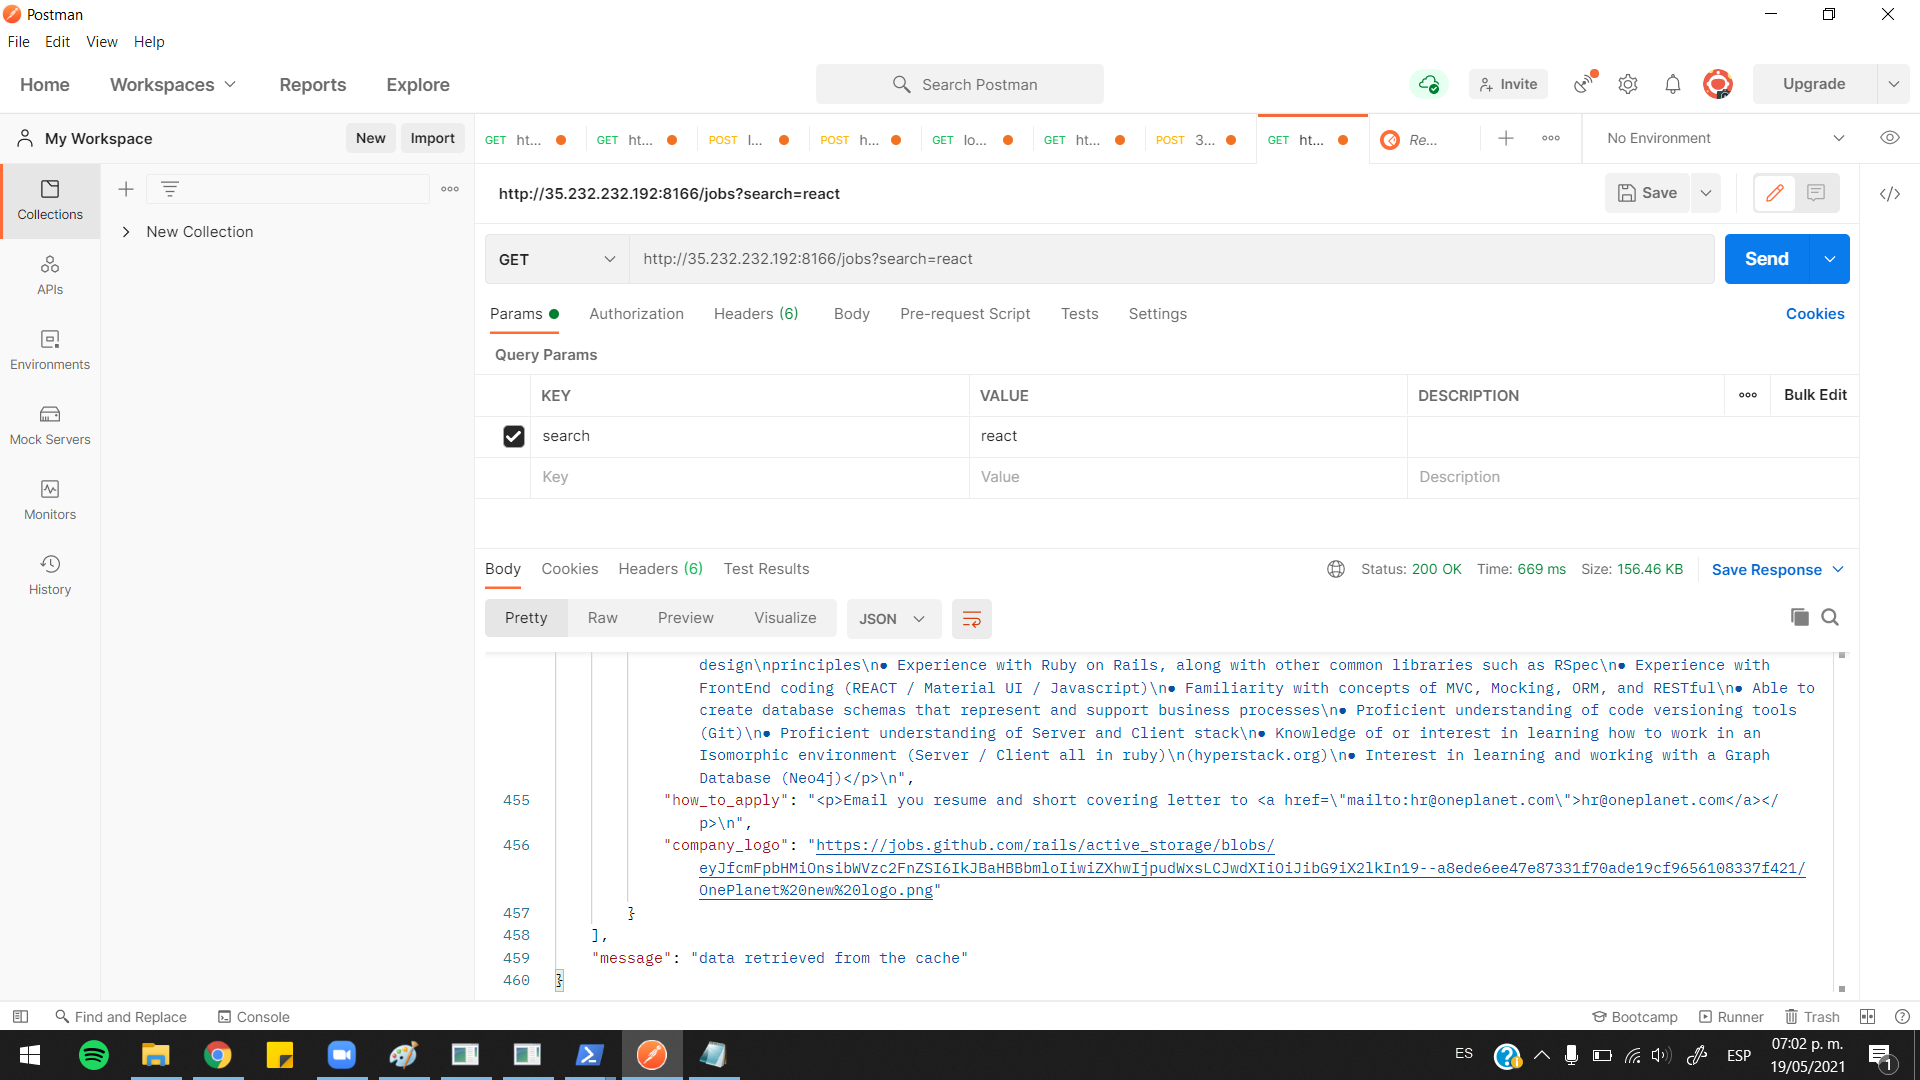 Postman
File Edit View Help
Home Workspaces Reports Explore Search Postman Invite Upgrade
My Workspace New Import GET ht... GET ht... POST l... POST h... GET lo... GET ht... POST 3... GET ht... Re... No Environment
http://35.232.232.192:8166/jobs?search=react Save
Collections
New Collection
GET http://35.232.232.192:8166/jobs?search=react Send
APIs
Params Authorization Headers (6) Body Pre-request Script Tests Settings Cookies
Query Params
Environments
KEY VALUE DESCRIPTION Bulk Edit
search react
Mock Servers
Key Value Description
Monitors
Body Cookies Headers (6) Test Results Status: 200 OK Time: 669 ms Size: 156.46 KB Save Response
History
Pretty Raw Preview Visualize JSON
design\nprinciples\n● Experience with Ruby on Rails, along with other common libraries such as RSpec\n● Experience with
FrontEnd coding (REACT / Material UI / Javascript)\n● Familiarity with concepts of MVC, Mocking, ORM, and RESTful\n● Able to
create database schemas that represent and support business processes\n● Proficient understanding of code versioning tools
(Git)\n● Proficient understanding of Server and Client stack\n● Knowledge of or interest in learning how to work in an
Isomorphic environment (Server / Client all in ruby)\n(hyperstack.org)\n● Interest in learning and working with a Graph
Database (Neo4j)</p>\n",
455 "how_to_apply": "<p>Email you resume and short covering letter to <a href=\"mailto:hr@oneplanet.com\">hr@oneplanet.com</a></
p>\n",
456 "company_logo": "https://jobs.github.com/rails/active_storage/blobs/
eyJfcmFpbHMiOnsibWVzc2FnZSI6IkJBaHBBbmloIiwiZXhwIjpudWxsLCJwdXIiOiJibG9iX2lkIn19--a8ede6ee47e87331f70ade19cf9656108337f421/
OnePlanet%20new%20logo.png"
457 }
458 ],
459 "message": "data retrieved from the cache"
460 }
Find and Replace Console Bootcamp Runner Trash
ES ESP 07:02 p. m.
19/05/2021 1